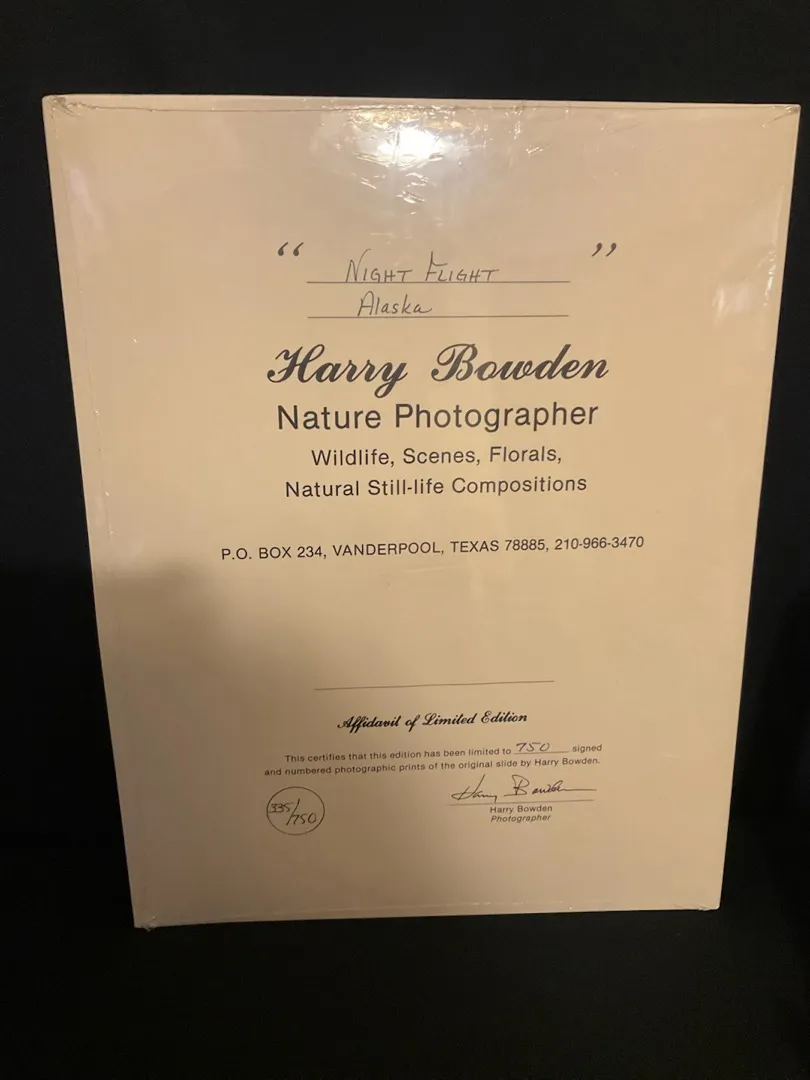 “ NIGHT FLIGHT ”
Alaska
Harry Bowden
Nature Photographer
Wildlife, Scenes, Florals,
Natural Still-life Compositions
P.O. BOX 234, VANDERPOOL, TEXAS 78885, 210-966-3470
Affidavit of Limited Edition
This certifies that this edition has been limited to 750 signed
and numbered photographic prints of the original slide by Harry Bowden.
335/750
Harry Bowden
Harry Bowden
Photographer